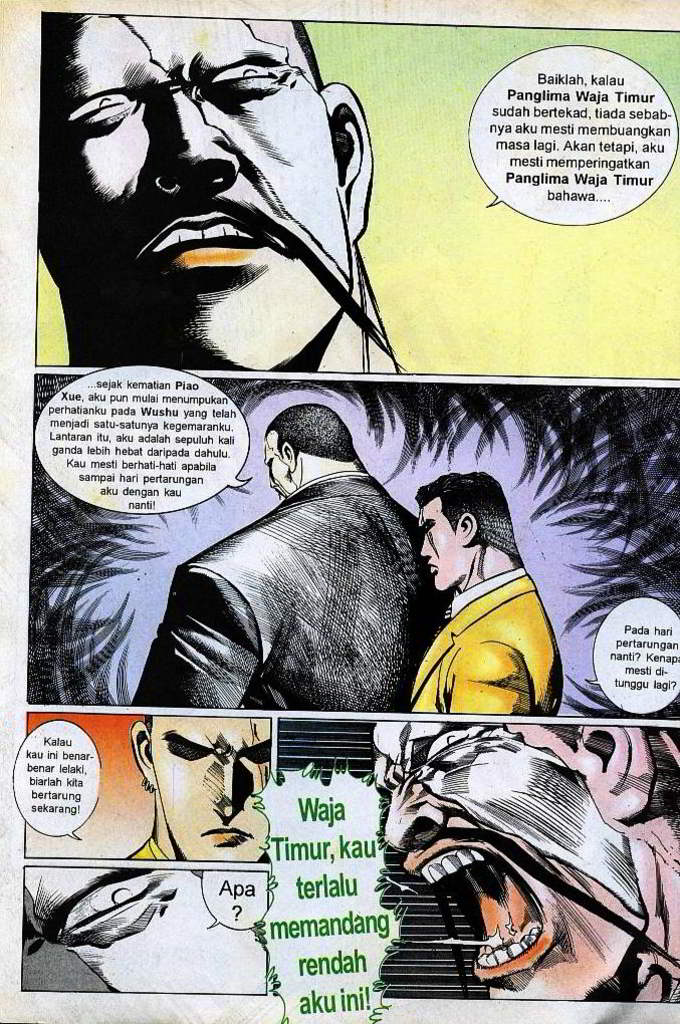 Baiklah, kalau
Panglima Waja Timur
sudah bertekad, tiada sebab-
nya aku mesti membuangkan
masa lagi. Akan tetapi, aku
mesti memperingatkan
Panglima Waja Timur
bahawa....
...sejak kematian Piao
Xue, aku pun mulai menumpukan
perhatianku pada Wushu yang telah
menjadi satu-satunya kegemaranku.
Lantaran itu, aku adalah sepuluh kali
ganda lebih hebat daripada dahulu.
Kau mesti berhati-hati apabila
sampai hari pertarungan
aku dengan kau
nanti!
Pada hari
pertarungan
nanti? Kenapa
mesti di-
tunggu lagi?
Kalau
kau ini benar-
benar lelaki,
biarlah kita
bertarung
sekarang!
Apa
?
Waja
Timur, kau
terlalu
memandang
rendah
aku ini!